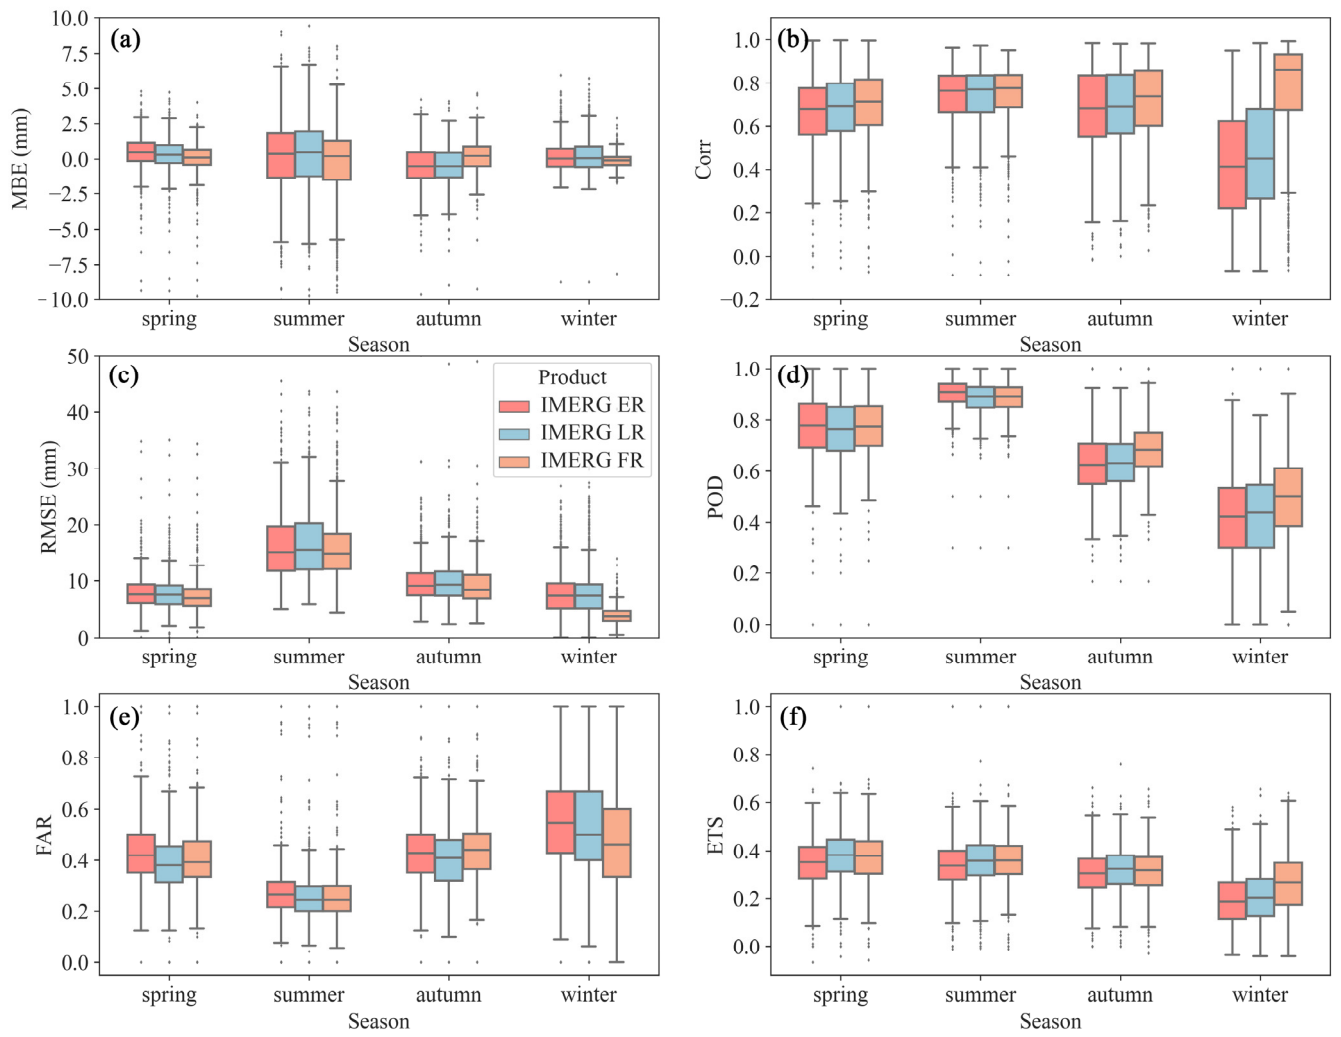 (a)
10.0
7.5
5.0
2.5
0.0
−2.5
−5.0
−7.5
−10.0
MBE (mm)
spring summer autumn winter
Season
(b)
1.0
0.8
0.6
0.4
0.2
0.0
−0.2
Corr
spring summer autumn winter
Season
(c)
50
40
30
20
10
0
RMSE (mm)
Product
IMERG ER
IMERG LR
IMERG FR
spring summer autumn winter
Season
(d)
1.0
0.8
0.6
0.4
0.2
0.0
POD
spring summer autumn winter
Season
(e)
1.0
0.8
0.6
0.4
0.2
0.0
FAR
spring summer autumn winter
Season
(f)
1.0
0.8
0.6
0.4
0.2
0.0
ETS
spring summer autumn winter
Season